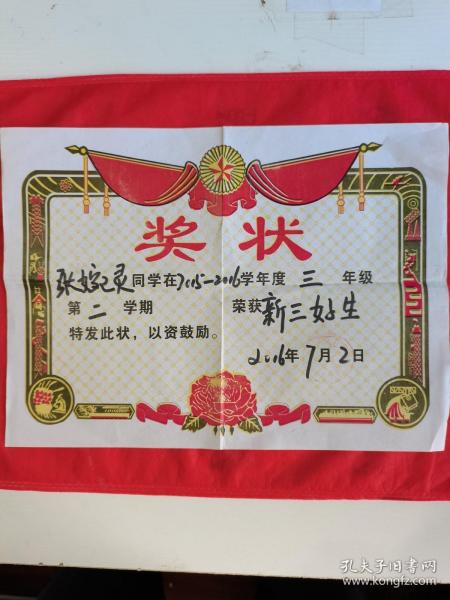 奖状
张婉灵同学在2015-2016学年度三年级
第二学期 荣获新三好生
特发此状，以资鼓励。
2016年7月2日
孔夫子旧书网
www.kongfz.com